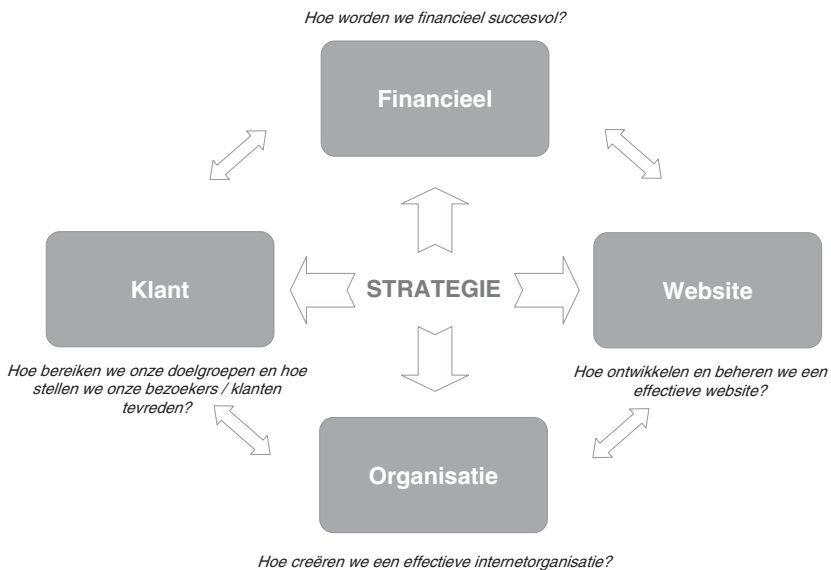 Hoe worden we financieel succesvol?
Financieel
Klant
STRATEGIE
Website
Hoe bereiken we onze doelgroepen en hoe
stellen we onze bezoekers / klanten
tevreden?
Hoe ontwikkelen en beheren we een
effectieve website?
Organisatie
Hoe creëren we een effectieve internetorganisatie?